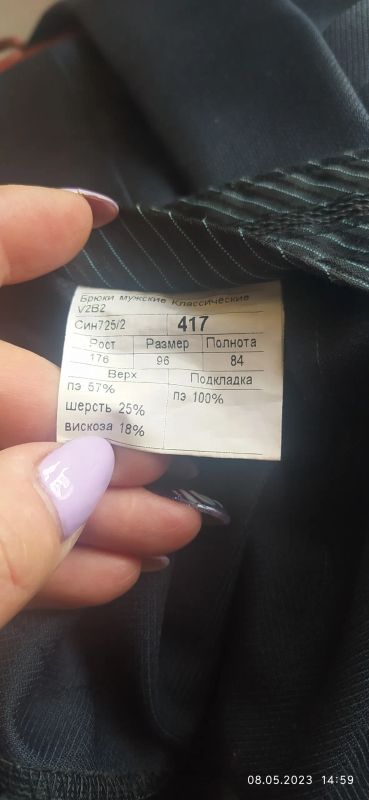 Брюки мужские Классические
V2B2
Син725/2 417
Рост Размер Полнота
176 96 84
Верх Подкладка
пэ 57% пэ 100%
шерсть 25%
вискоза 18%
08.05.2023 14:59